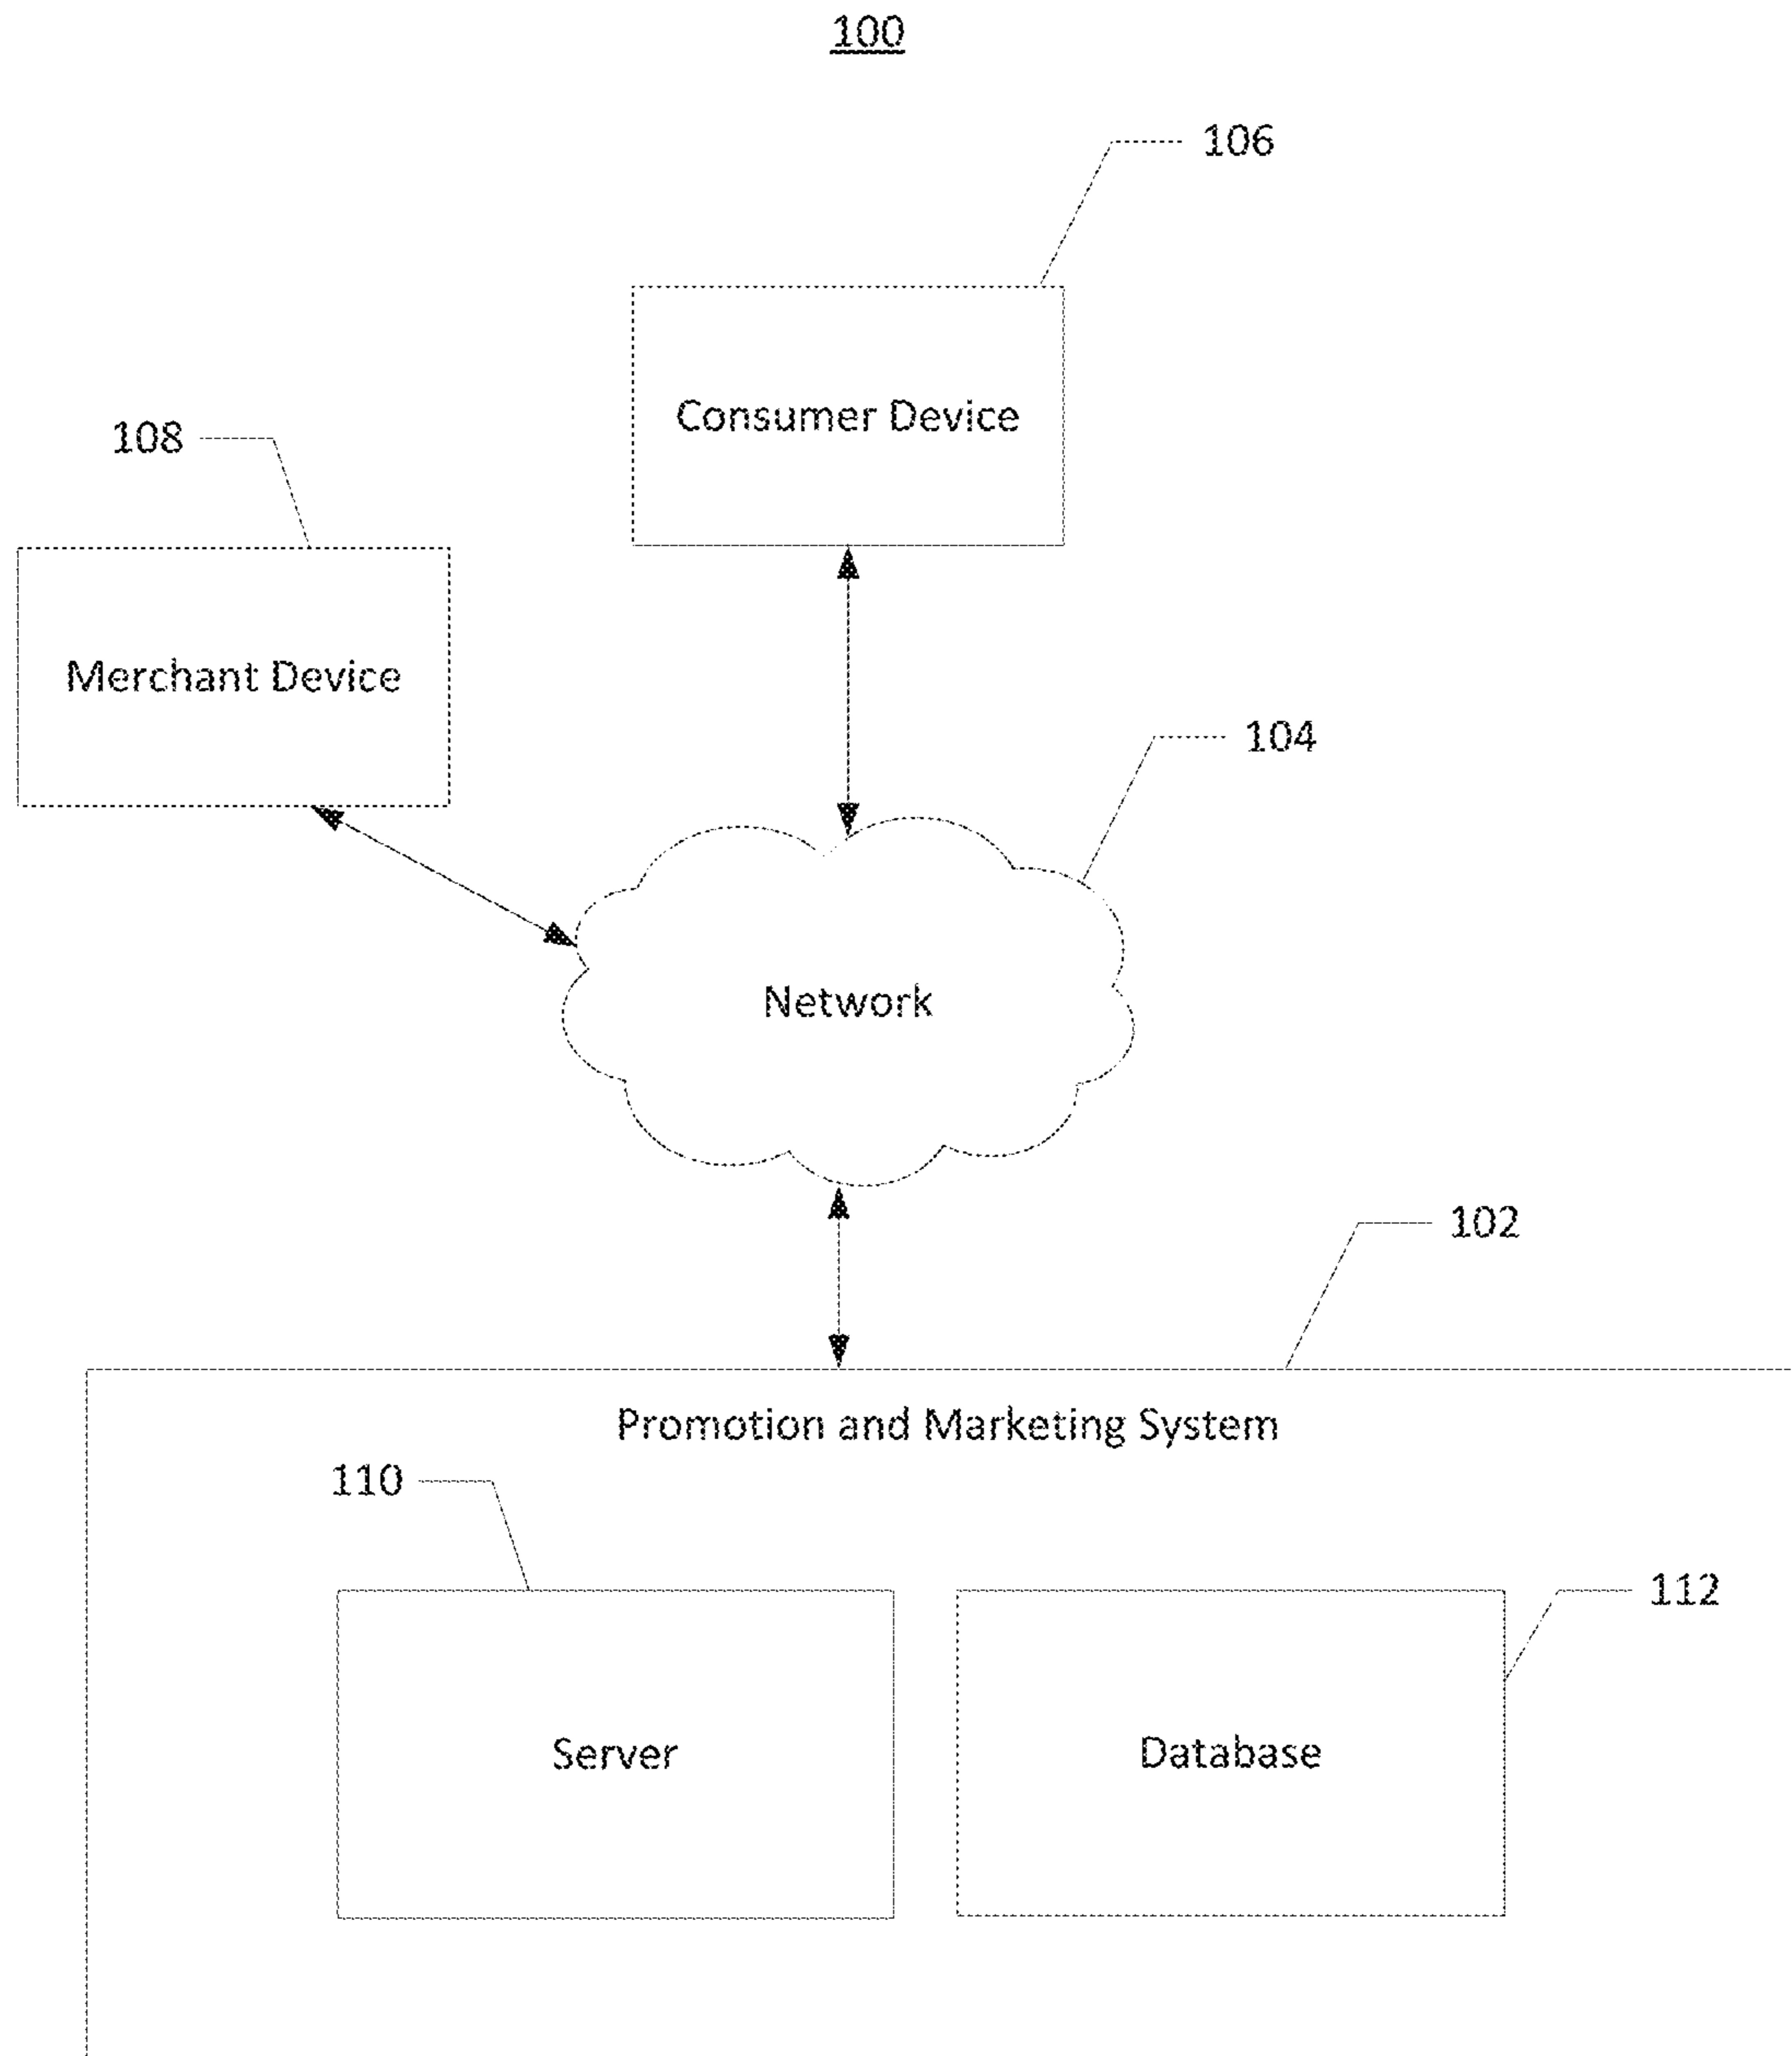 100
106
Consumer Device
108
Merchant Device
104
Network
102
Promotion and Marketing System
110
112
Server
Database